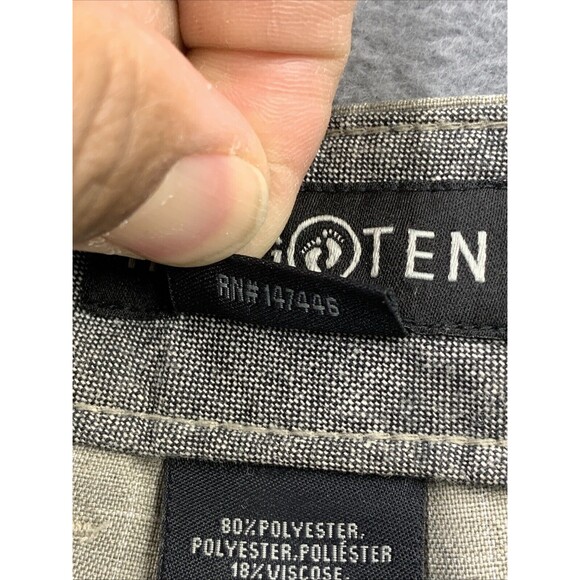 TEN
RN#147446
80% POLYESTER,
POLYESTER, POLIÉSTER
18% VISCOSE